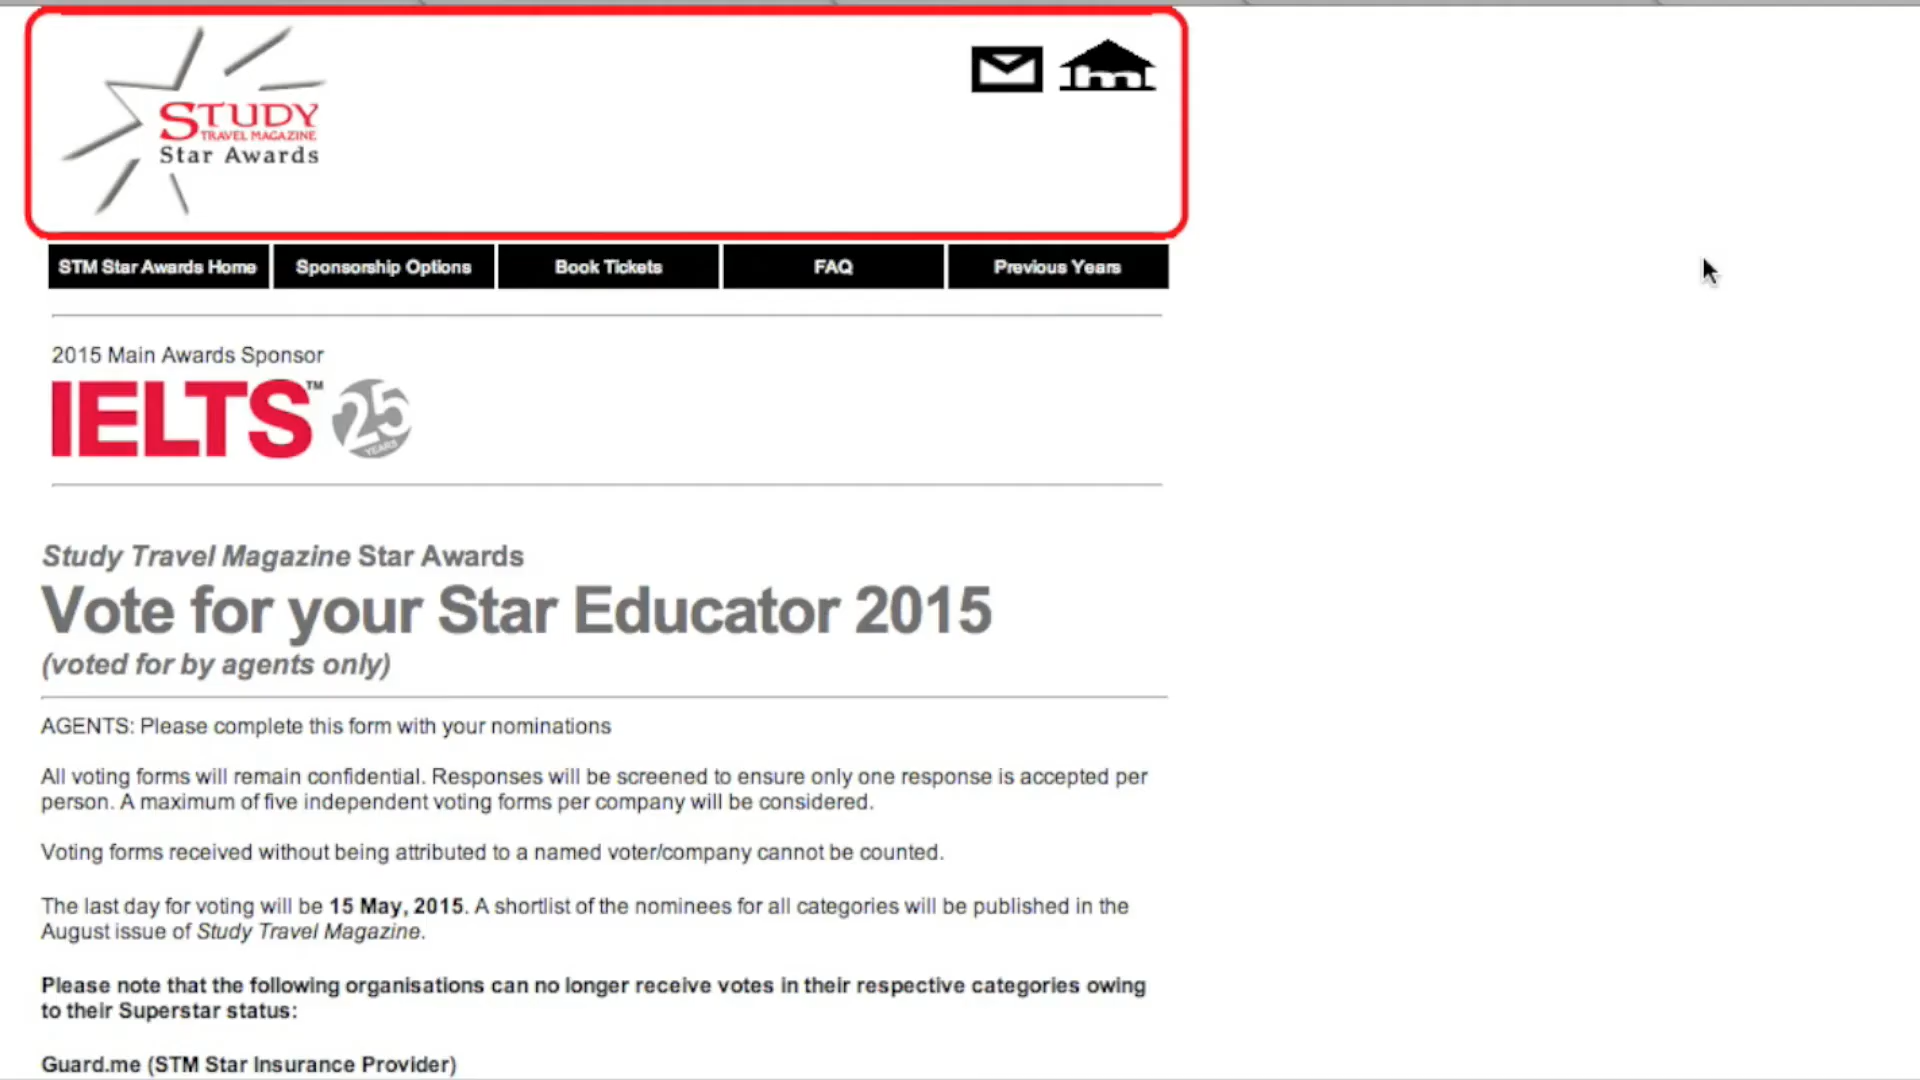 STUDY
TRAVEL MAGAZINE
Star Awards
STM Star Awards Home
Sponsorship Options
Book Tickets
FAQ
Previous Years
2015 Main Awards Sponsor
IELTS™
25
YEARS
Study Travel Magazine Star Awards
Vote for your Star Educator 2015
(voted for by agents only)
AGENTS: Please complete this form with your nominations
All voting forms will remain confidential. Responses will be screened to ensure only one response is accepted per
person. A maximum of five independent voting forms per company will be considered.
Voting forms received without being attributed to a named voter/company cannot be counted.
The last day for voting will be 15 May, 2015. A shortlist of the nominees for all categories will be published in the
August issue of Study Travel Magazine.
Please note that the following organisations can no longer receive votes in their respective categories owing
to their Superstar status:
Guard.me (STM Star Insurance Provider)